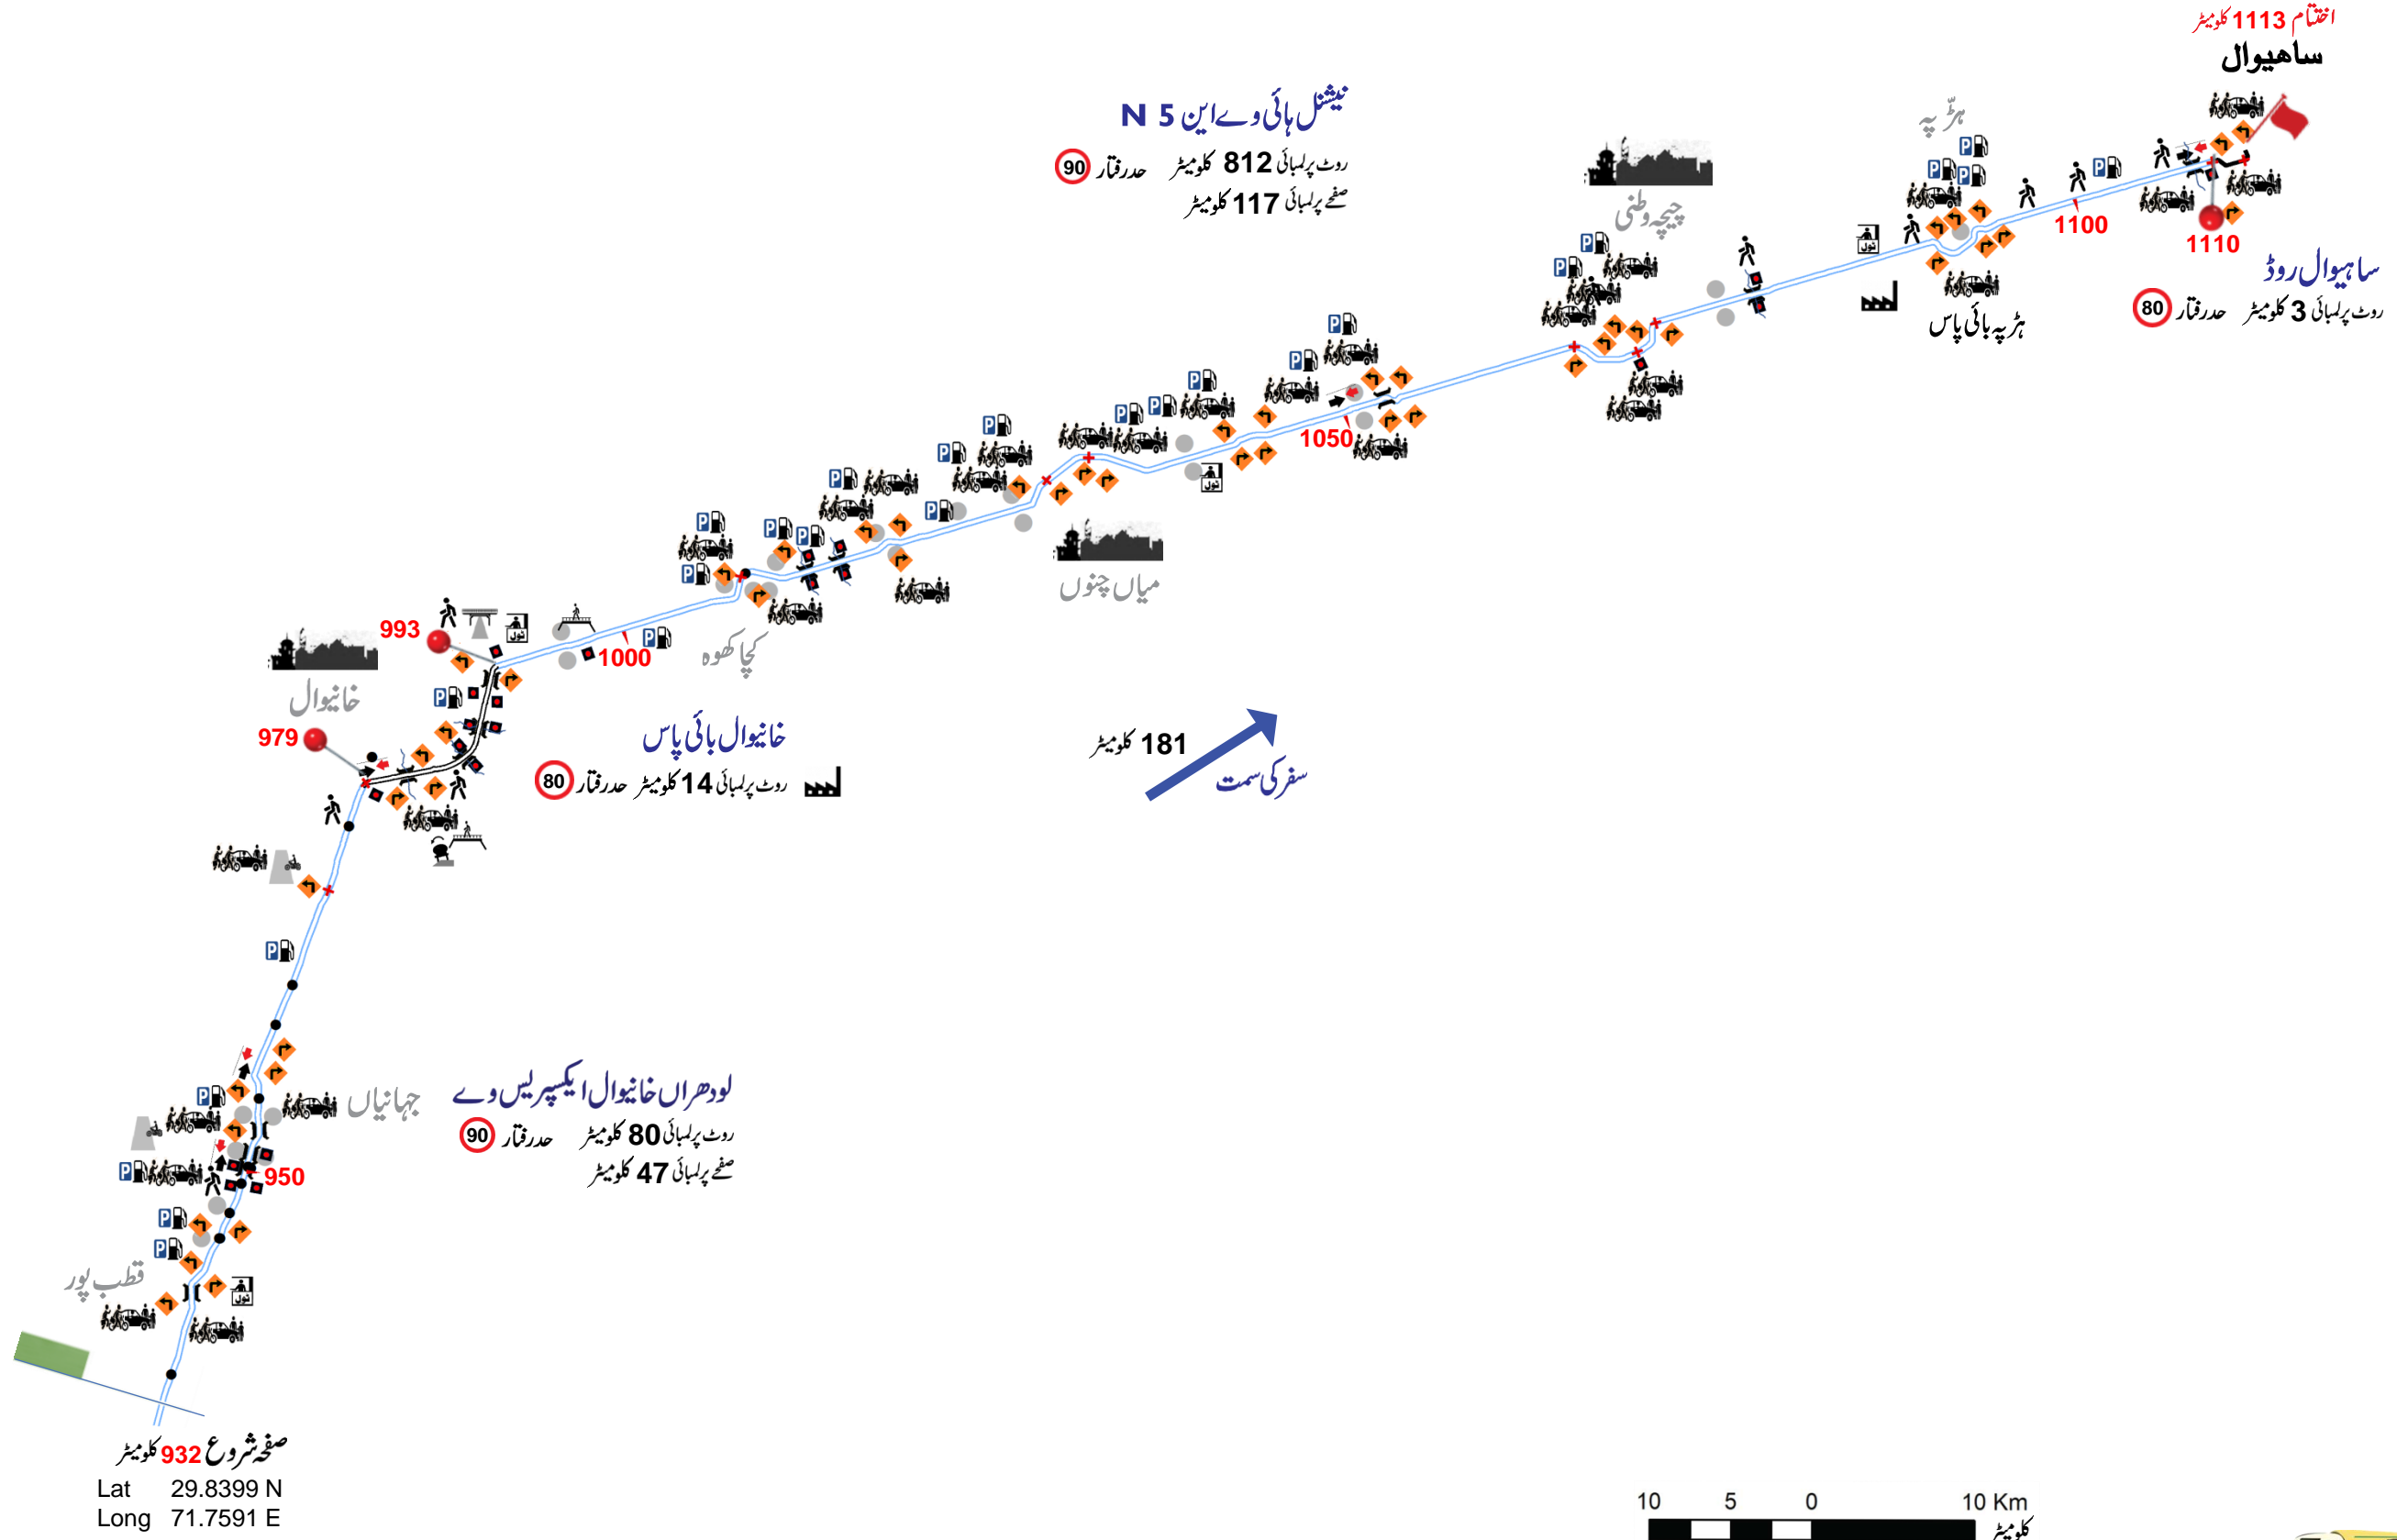 اختتام 1113 کلومیٹر
ساھیوال
نیشنل ہائی وے این N 5
روٹ پر لمبائی 812 کلومیٹر حد رفتار 90
صفحے پر لمبائی 117 کلومیٹر
ہڑپہ
چیچہ وطنی
ٹول
1100
1110
ساہیوال روڈ
روٹ پر لمبائی 3 کلومیٹر حد رفتار 80
ہڑپہ بائی پاس
1050
ٹول
میاں چنوں
993
ٹول
1000
کچا کھوہ
خانیوال
979
خانیوال بائی پاس
روٹ پر لمبائی 14 کلومیٹر حد رفتار 80
181 کلومیٹر
سفر کی سمت
جہانیاں
لودھراں خانیوال ایکسپریس وے
روٹ پر لمبائی 80 کلومیٹر حد رفتار 90
صفحے پر لمبائی 47 کلومیٹر
950
قطب پور
ٹول
صفحہ شروع 932 کلومیٹر
Lat 29.8399 N
Long 71.7591 E
10 5 0 10 Km
کلومیٹر